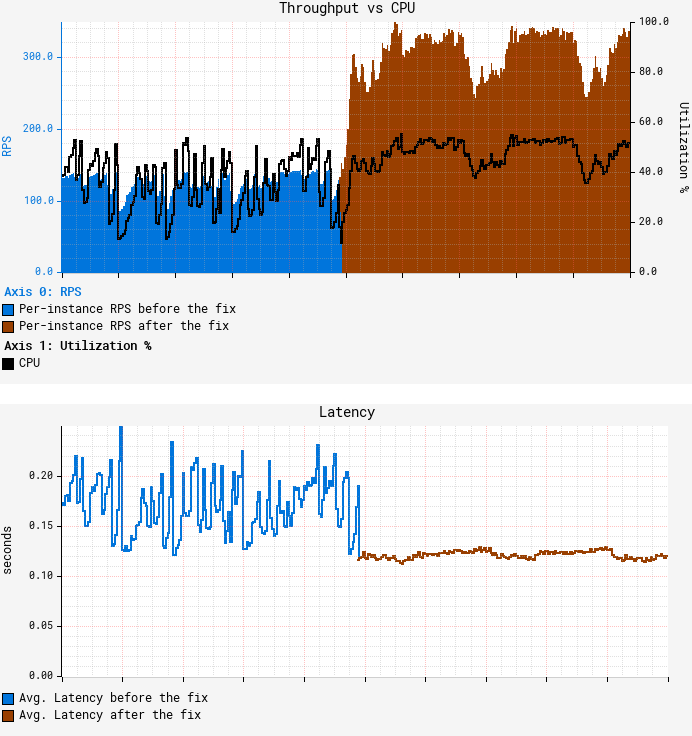 Throughput vs CPU
100.0
300.0
80.0
200.0
60.0
RPS
Utilization %
40.0
100.0
20.0
0.0
0.0
Axis 0: RPS
Per-instance RPS before the fix
Per-instance RPS after the fix
Axis 1: Utilization %
CPU
Latency
0.20
0.15
seconds
0.10
0.05
0.00
Avg. Latency before the fix
Avg. Latency after the fix